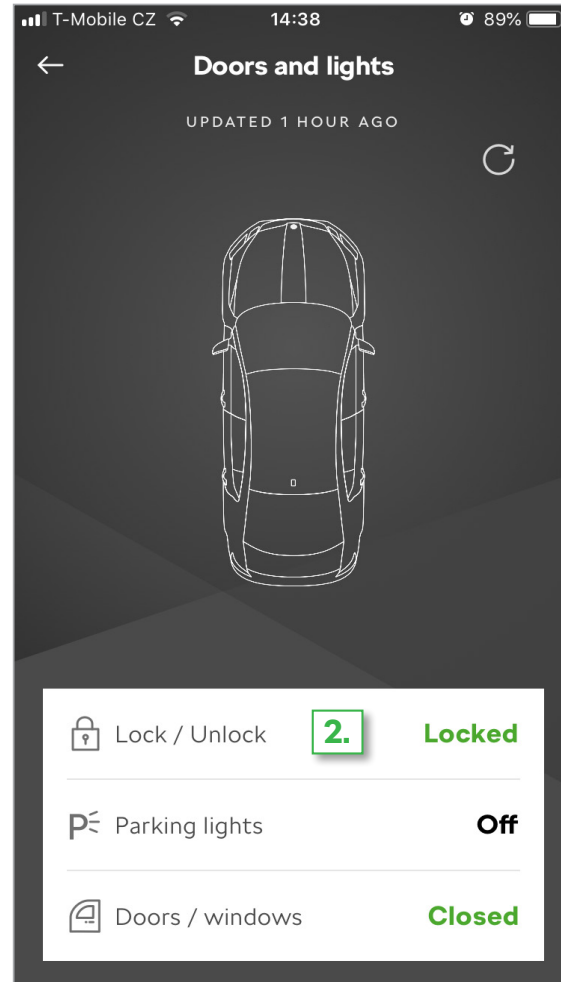 T-Mobile CZ 14:38 89%
Doors and lights
UPDATED 1 HOUR AGO
Lock / Unlock 2. Locked
P Parking lights Off
Doors / windows Closed